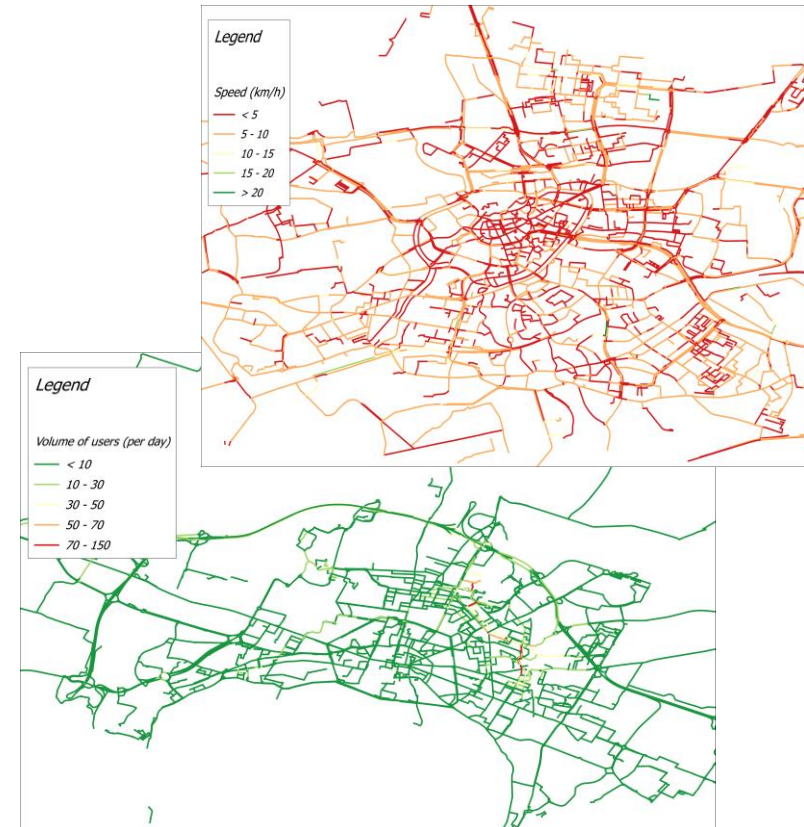 Legend
Speed (km/h)
< 5
5 - 10
10 - 15
15 - 20
> 20
Legend
Volume of users (per day)
< 10
10 - 30
30 - 50
50 - 70
70 - 150